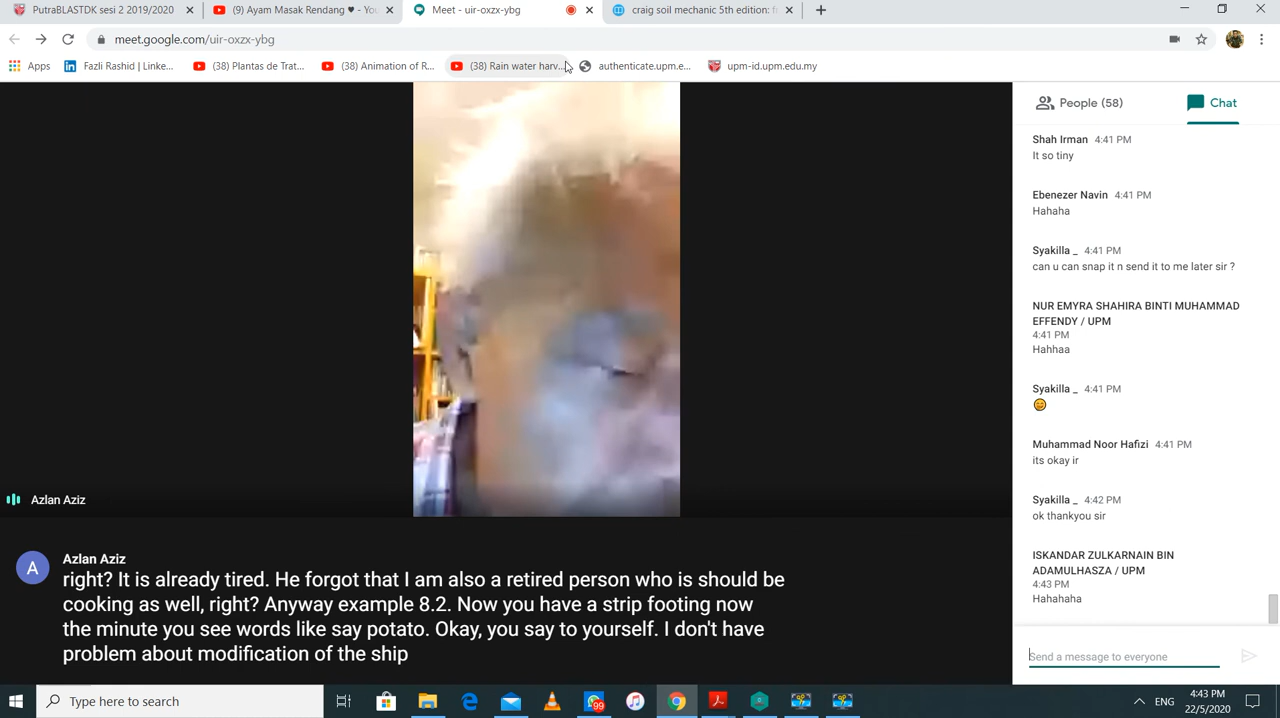 PutraBLASTDK sesi 2 2019/2020
(9) Ayam Masak Rendang ♥ - You
Meet - uir-oxzx-ybg
craig soil mechanic 5th edition: f
meet.google.com/uir-oxzx-ybg
Apps
Fazli Rashid | Linke...
(38) Plantas de Trat...
(38) Animation of R...
(38) Rain water harv...
authenticate.upm.e...
upm-id.upm.edu.my
People (58)
Chat
Shah Irman 4:41 PM
It so tiny
Ebenezer Navin 4:41 PM
Hahaha
Syakilla _ 4:41 PM
can u can snap it n send it to me later sir ?
NUR EMYRA SHAHIRA BINTI MUHAMMAD
EFFENDY / UPM
4:41 PM
Hahhaa
Syakilla _ 4:41 PM
Muhammad Noor Hafizi 4:41 PM
its okay ir
Syakilla _ 4:42 PM
ok thankyou sir
ISKANDAR ZULKARNAIN BIN
ADAMULHASZA / UPM
4:43 PM
Hahahaha
Send a message to everyone
Azlan Aziz
A
Azlan Aziz
right? It is already tired. He forgot that I am also a retired person who is should be
cooking as well, right? Anyway example 8.2. Now you have a strip footing now
the minute you see words like say potato. Okay, you say to yourself. I don't have
problem about modification of the ship
Type here to search
99
ENG
4:43 PM
22/5/2020